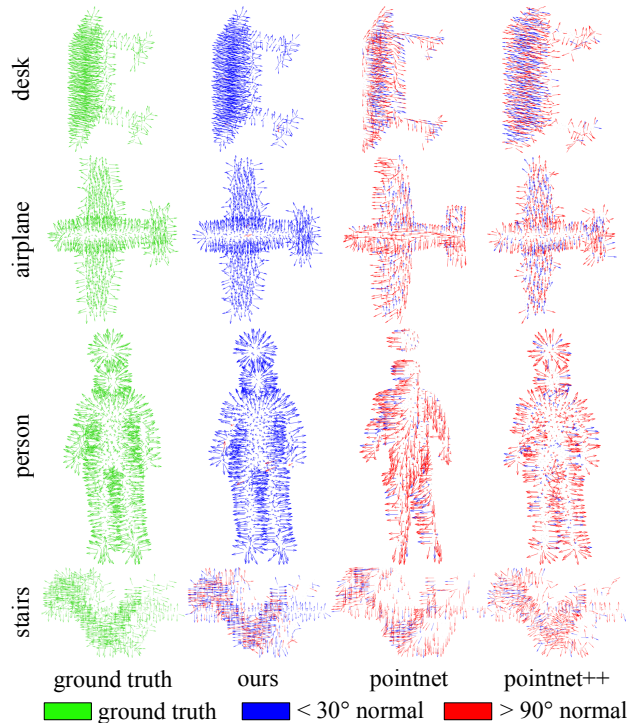 desk
airplane
person
stairs
ground truth ours pointnet pointnet++
ground truth < 30° normal > 90° normal